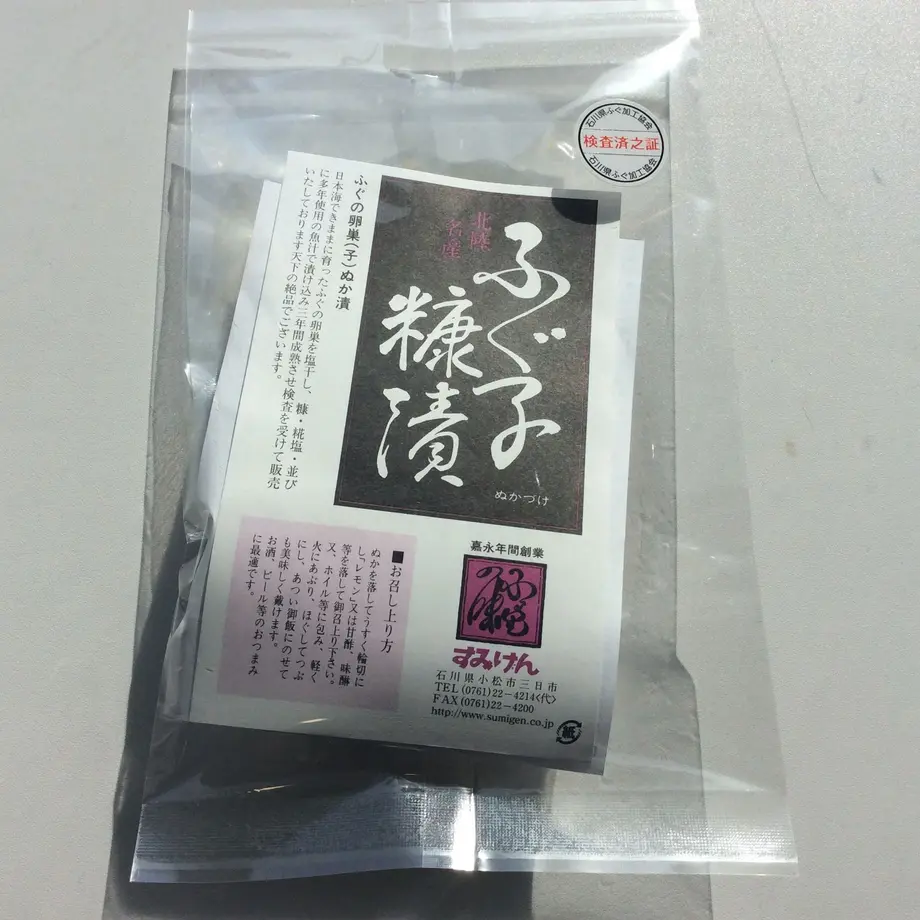 石川県ふぐ加工協会
検査済之証
石川県ふぐ加工協会
北陸
名産
ふぐ子
糠漬
ぬかづけ
ふぐの卵巣(子)ぬか漬
日本海できままに育ったふぐの卵巣を塩干し、糠・糀塩・並び
に多年使用の魚汁で漬け込み三年間成熟させ検査を受けて販売
いたしております天下の絶品でございます。
■お召し上り方
ぬかを落してうすく輪切に
し「レモン」又は甘酢、味醂
等を落して御召上り下さい。
又、ホイル等に包み、軽く
火にあぶり、ほぐしてつぶ
にし、あつい御飯にのせて
も美味しく戴けます。
お酒、ビール等のおつまみ
に最適です。
嘉永年間創業
すみげん
石川県小松市三日市
TEL(0761)22-4214<代>
FAX(0761)22-4200
http://www.sumigen.co.jp
紙